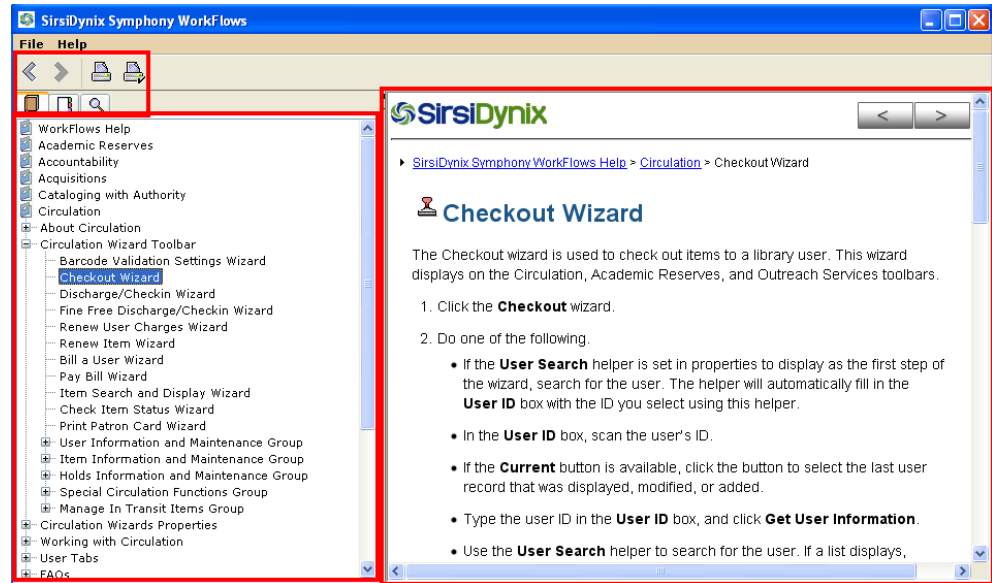 SirsiDynix Symphony WorkFlows
File Help
WorkFlows Help
Academic Reserves
Accountability
Acquisitions
Cataloging with Authority
Circulation
About Circulation
Circulation Wizard Toolbar
Barcode Validation Settings Wizard
Checkout Wizard
Discharge/Checkin Wizard
Fine Free Discharge/Checkin Wizard
Renew User Charges Wizard
Renew Item Wizard
Bill a User Wizard
Pay Bill Wizard
Item Search and Display Wizard
Check Item Status Wizard
Print Patron Card Wizard
User Information and Maintenance Group
Item Information and Maintenance Group
Holds Information and Maintenance Group
Special Circulation Functions Group
Manage In Transit Items Group
Circulation Wizards Properties
Working with Circulation
User Tabs
FAQs
SirsiDynix
< >
SirsiDynix Symphony WorkFlows Help > Circulation > Checkout Wizard
Checkout Wizard
The Checkout wizard is used to check out items to a library user. This wizard
displays on the Circulation, Academic Reserves, and Outreach Services toolbars.
1. Click the Checkout wizard.
2. Do one of the following.
• If the User Search helper is set in properties to display as the first step of
the wizard, search for the user. The helper will automatically fill in the
User ID box with the ID you select using this helper.
• In the User ID box, scan the user's ID.
• If the Current button is available, click the button to select the last user
record that was displayed, modified, or added.
• Type the user ID in the User ID box, and click Get User Information.
• Use the User Search helper to search for the user. If a list displays,